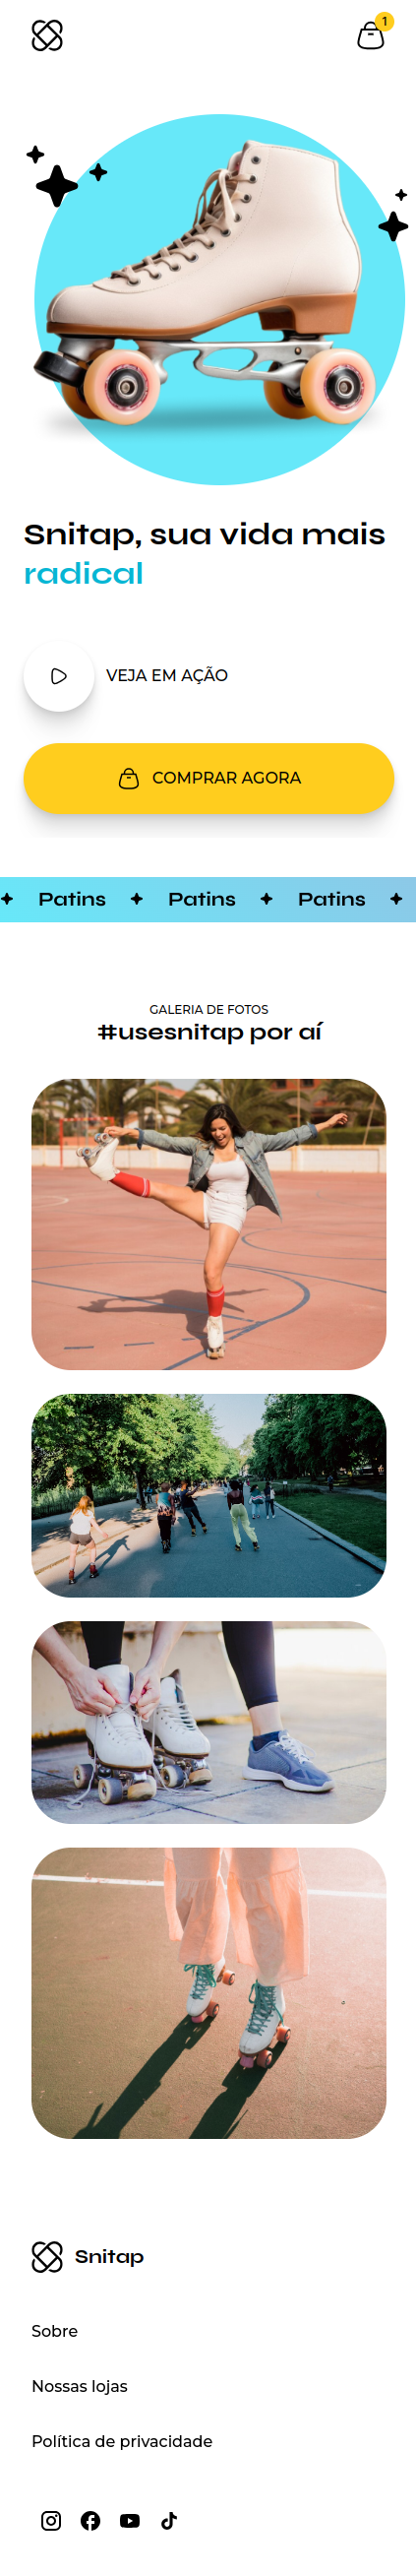 1
Snitap, sua vida mais
radical
VEJA EM AÇÃO
COMPRAR AGORA
Patins Patins Patins
GALERIA DE FOTOS
#usesnitap por aí
Snitap
Sobre
Nossas lojas
Política de privacidade